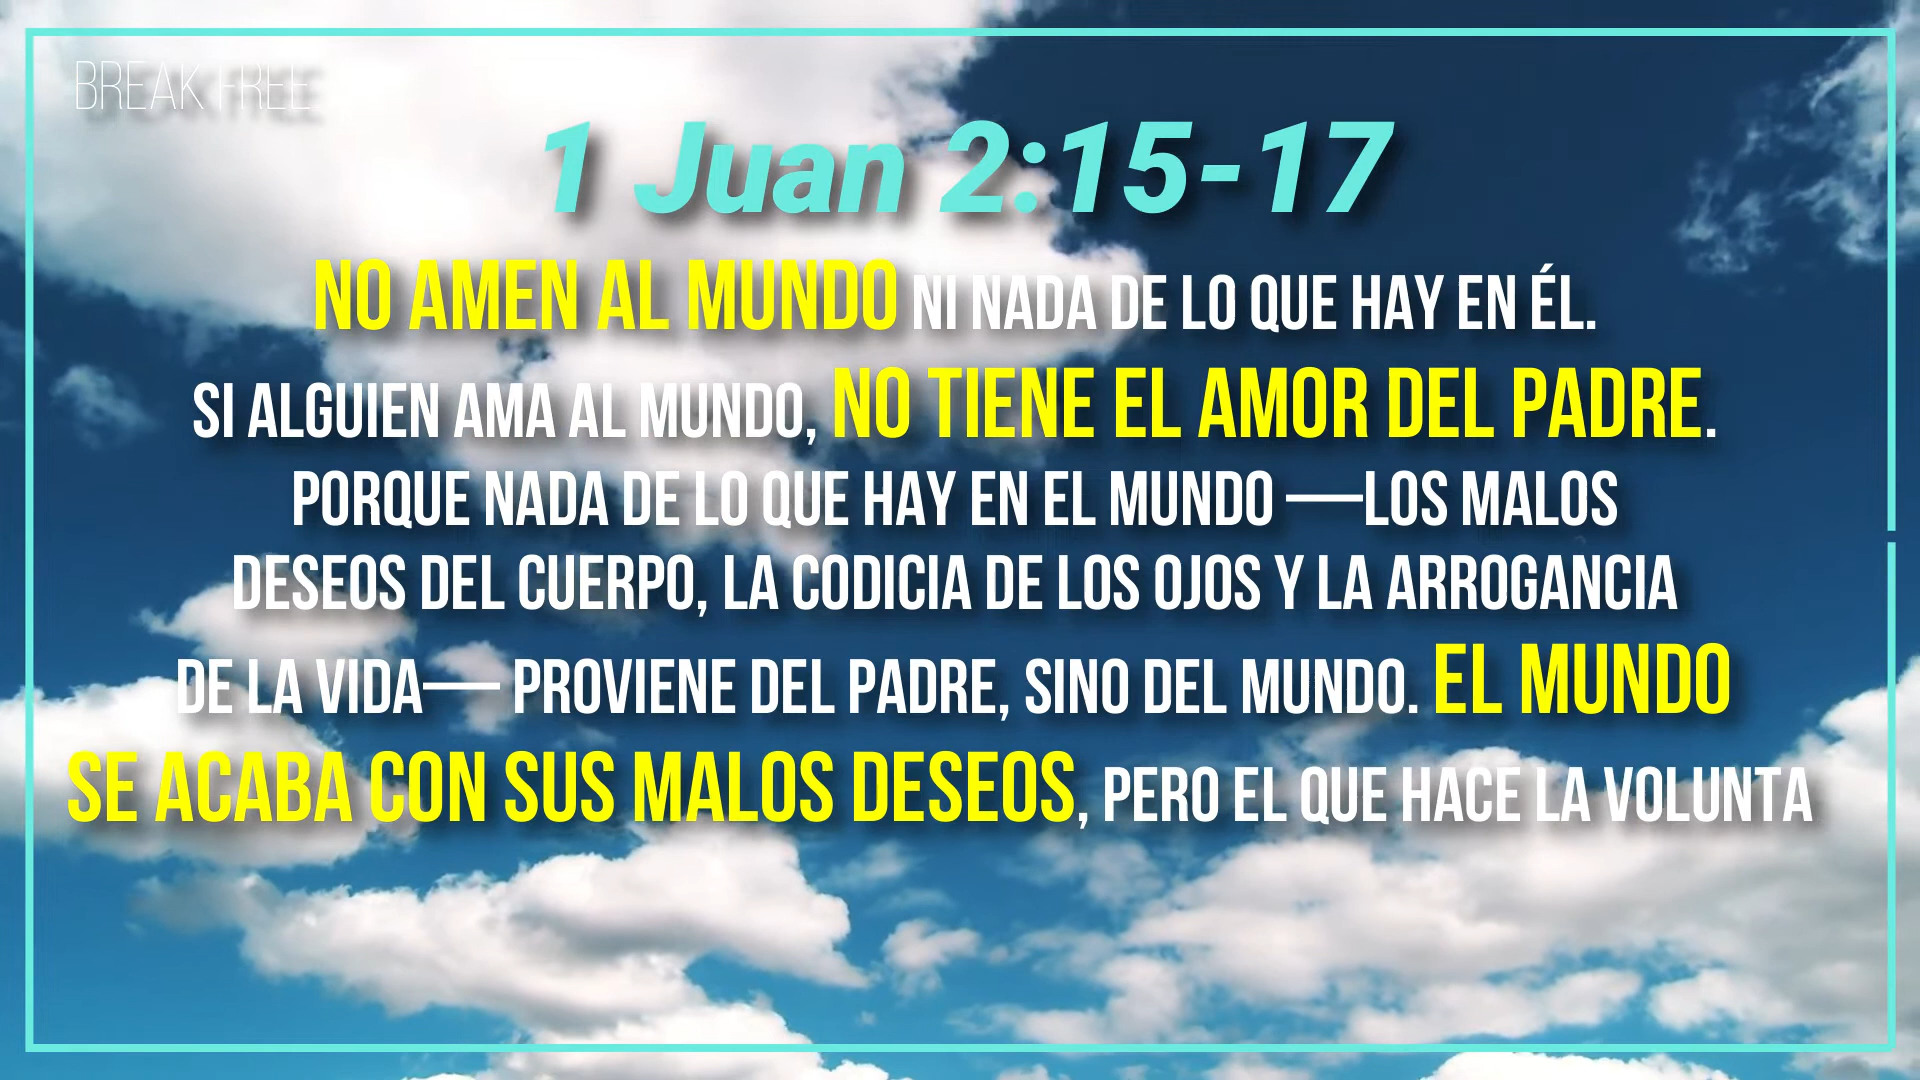 BREAK FREE
1 Juan 2:15-17
NO AMEN AL MUNDO NI NADA DE LO QUE HAY EN ÉL.
SI ALGUIEN AMA AL MUNDO, NO TIENE EL AMOR DEL PADRE.
PORQUE NADA DE LO QUE HAY EN EL MUNDO —LOS MALOS
DESEOS DEL CUERPO, LA CODICIA DE LOS OJOS Y LA ARROGANCIA
DE LA VIDA— PROVIENE DEL PADRE, SINO DEL MUNDO. EL MUNDO
SE ACABA CON SUS MALOS DESEOS, PERO EL QUE HACE LA VOLUNTA